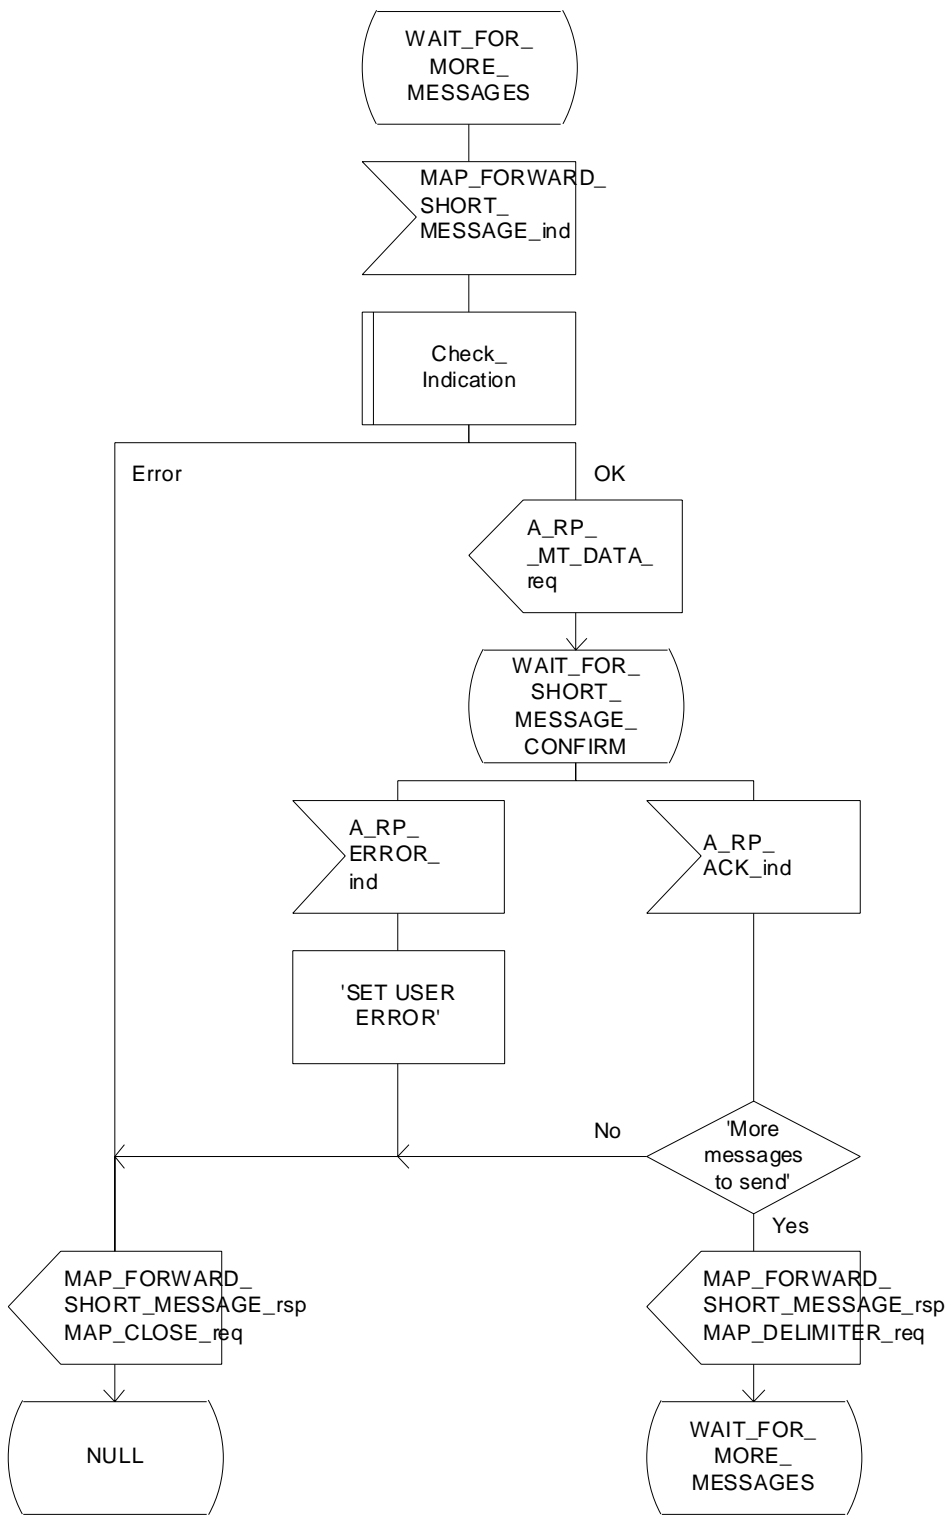 WAIT_FOR_
MORE_
MESSAGES
MAP_FORWARD_
SHORT_
MESSAGE_ind
Check_
Indication
Error
OK
A_RP_
_MT_DATA_
req
WAIT_FOR_
SHORT_
MESSAGE_
CONFIRM
A_RP_
ERROR_
ind
A_RP_
ACK_ind
'SET USER
ERROR'
No
'More
messages
to send'
Yes
MAP_FORWARD_
SHORT_MESSAGE_rsp
MAP_CLOSE_req
MAP_FORWARD_
SHORT_MESSAGE_rsp
MAP_DELIMITER_req
NULL
WAIT_FOR_
MORE_
MESSAGES